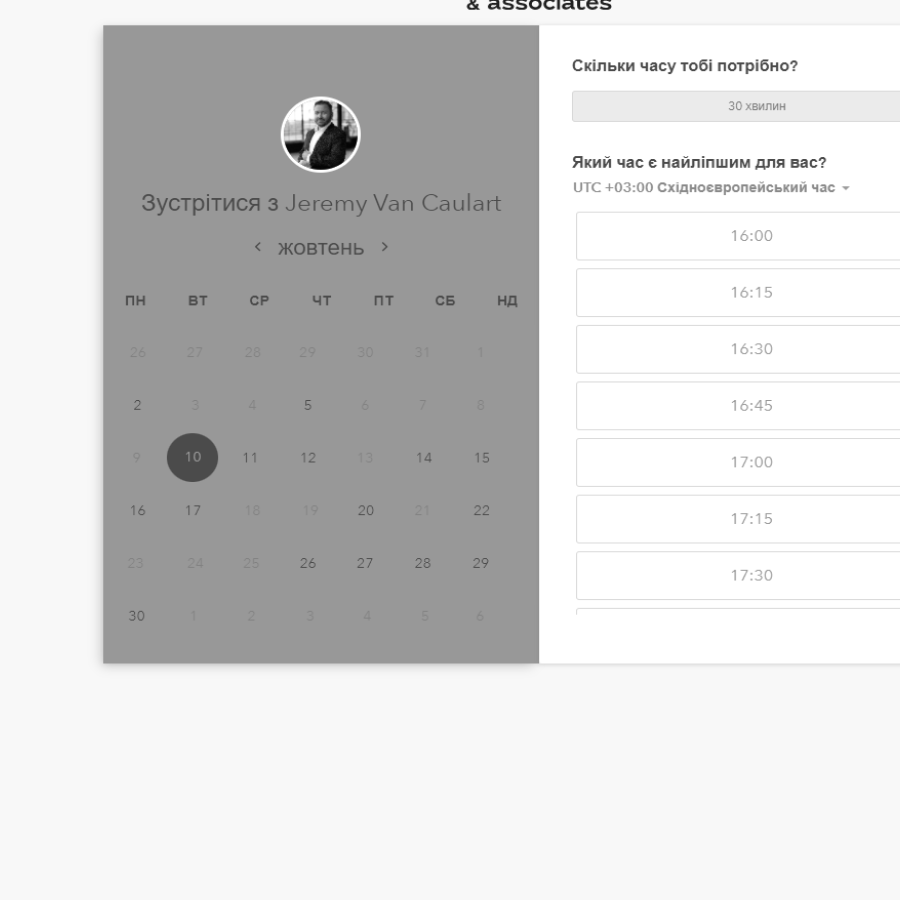 & associates
Зустрітися з Jeremy Van Caulart
жовтень
ПН ВТ СР ЧТ ПТ СБ НД
26 27 28 29 30 31 1
2 3 4 5 6 7 8
9 10 11 12 13 14 15
16 17 18 19 20 21 22
23 24 25 26 27 28 29
30 1 2 3 4 5 6
Скільки часу тобі потрібно?
30 хвилин
Який час є найліпшим для вас?
UTC +03:00 Східноєвропейський час
16:00
16:15
16:30
16:45
17:00
17:15
17:30